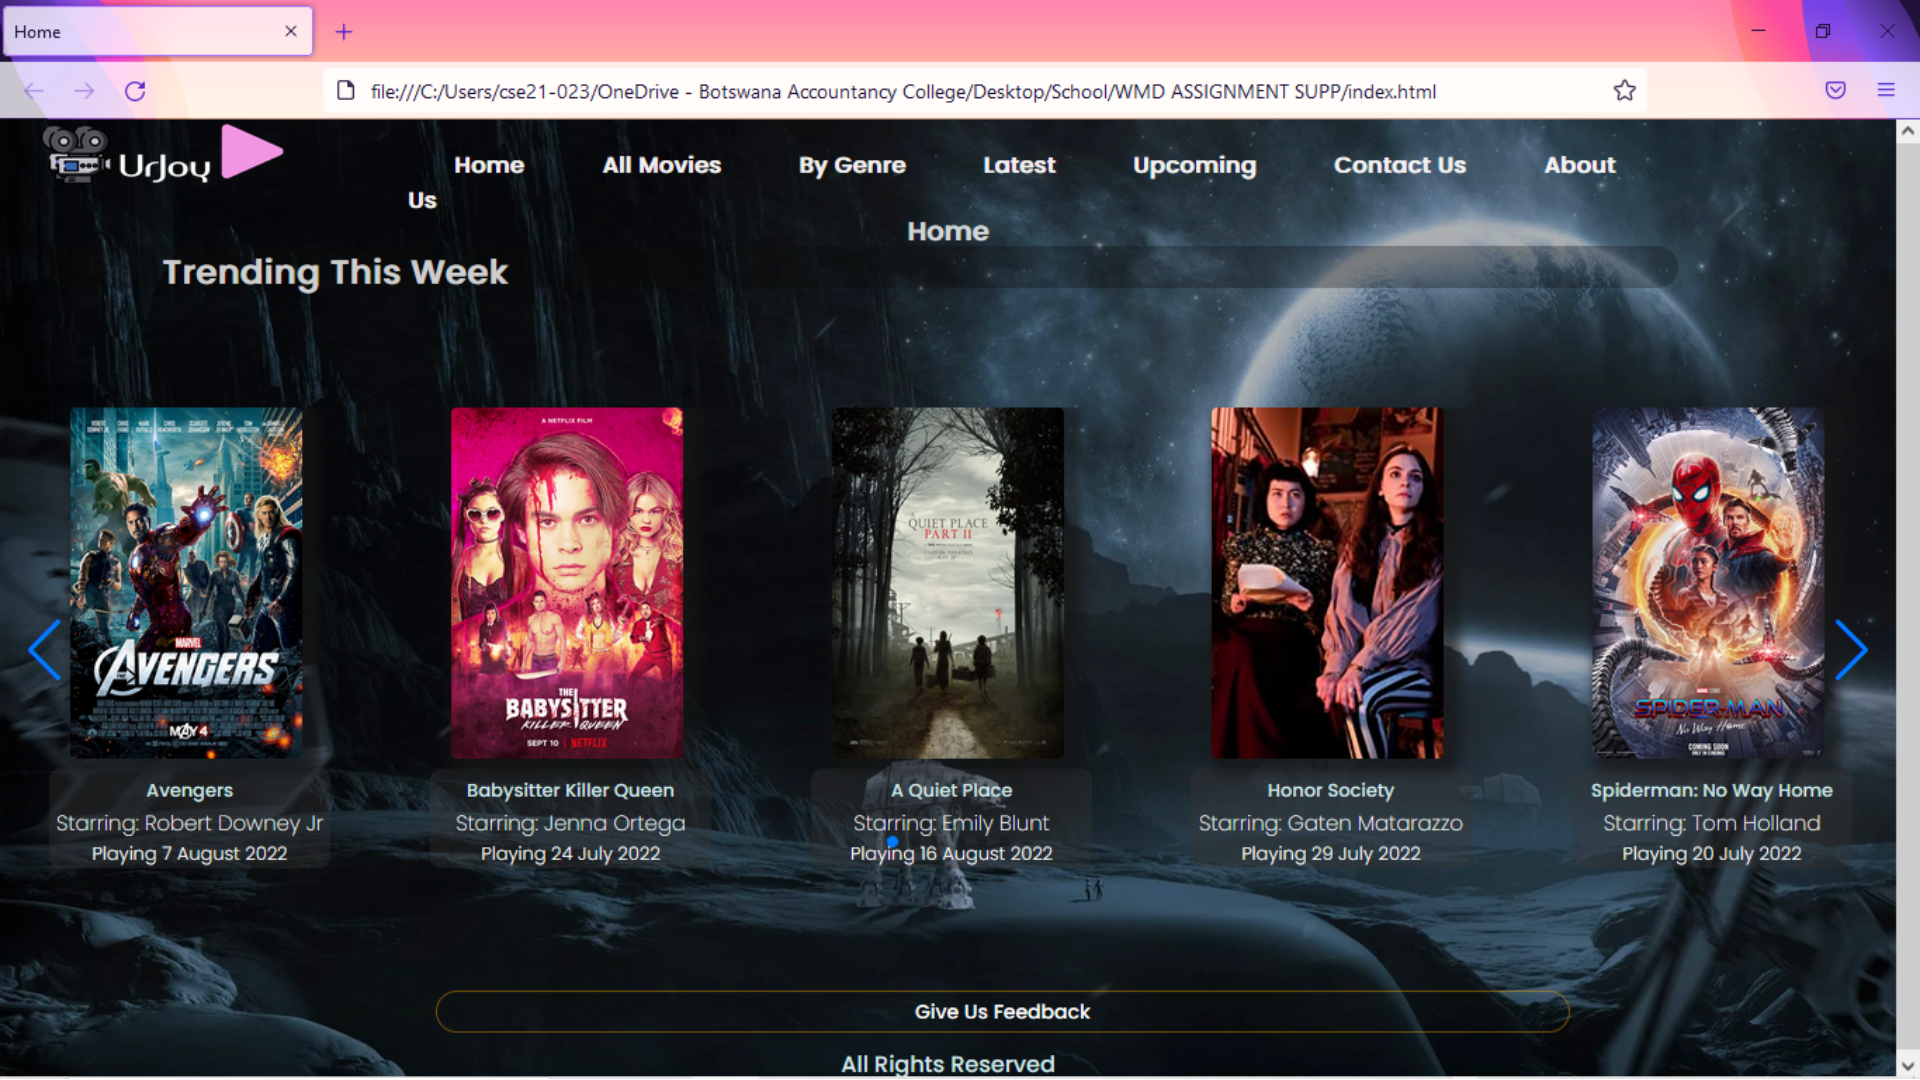 Home
file:///C:/Users/cse21-023/OneDrive - Botswana Accountancy College/Desktop/School/WMD ASSIGNMENT SUPP/index.html
UrJoy
Home All Movies By Genre Latest Upcoming Contact Us About
Us
Home
Trending This Week
A NETFLIX FILM
QUIET PLACE
PART II
MARVEL
AVENGERS
MAY 4
THE
BABYSITTER
KILLER QUEEN
SEPT 10 | NETFLIX
SPIDER-MAN
No Way Home
COMING SOON
Avengers
Starring: Robert Downey Jr
Playing 7 August 2022
Babysitter Killer Queen
Starring: Jenna Ortega
Playing 24 July 2022
A Quiet Place
Starring: Emily Blunt
Playing 16 August 2022
Honor Society
Starring: Gaten Matarazzo
Playing 29 July 2022
Spiderman: No Way Home
Starring: Tom Holland
Playing 20 July 2022
Give Us Feedback
All Rights Reserved